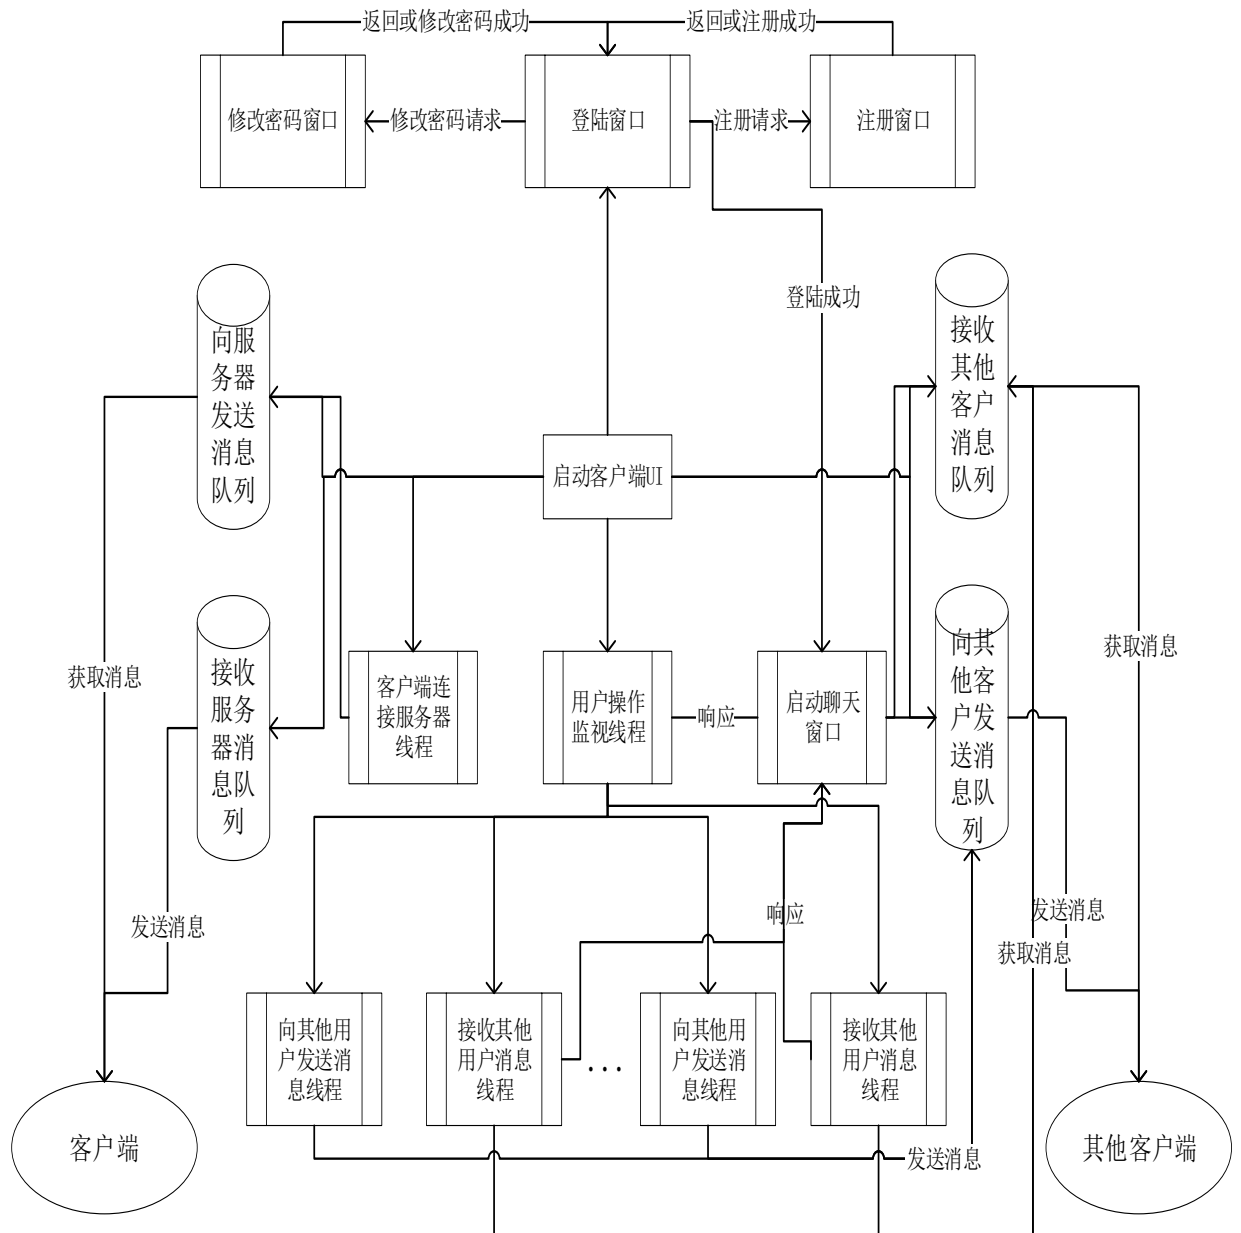 返回或修改密码成功
返回或注册成功
修改密码窗口
修改密码请求
登陆窗口
注册请求
注册窗口
登陆成功
向服
务器
发送
消息
队列
接收
其他
客户
消息
队列
启动客户端UI
获取消息
接收
服务
器消
息队
列
客户端连
接服务器
线程
用户操作
监视线程
响应
启动聊天
窗口
向其
他客
户发
送消
息队
列
获取消息
发送消息
响应
发送消息
获取消息
向其他用
户发送消
息线程
接收其他
用户消息
线程
...
向其他用
户发送消
息线程
接收其他
用户消息
线程
客户端
发送消息
其他客户端